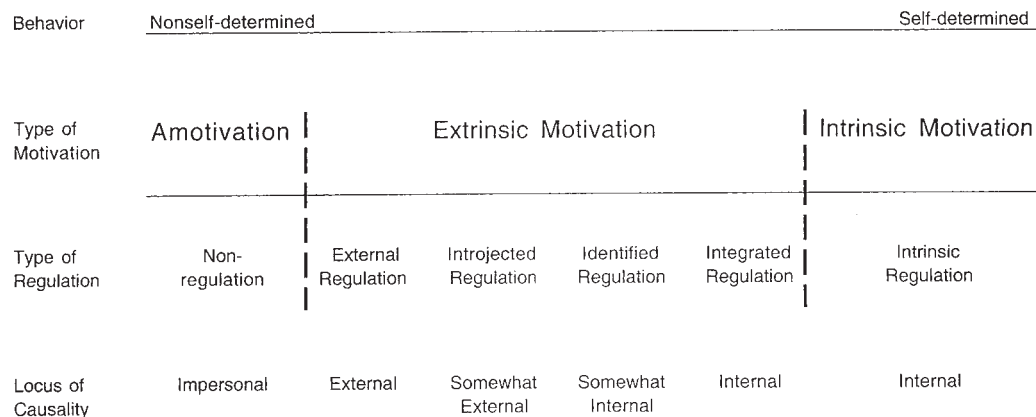 Behavior Nonself-determined Self-determined
Type of Motivation Amotivation Extrinsic Motivation Intrinsic Motivation
Type of Regulation Non-regulation External Regulation Introjected Regulation Identified Regulation Integrated Regulation Intrinsic Regulation
Locus of Causality Impersonal External Somewhat External Somewhat Internal Internal Internal